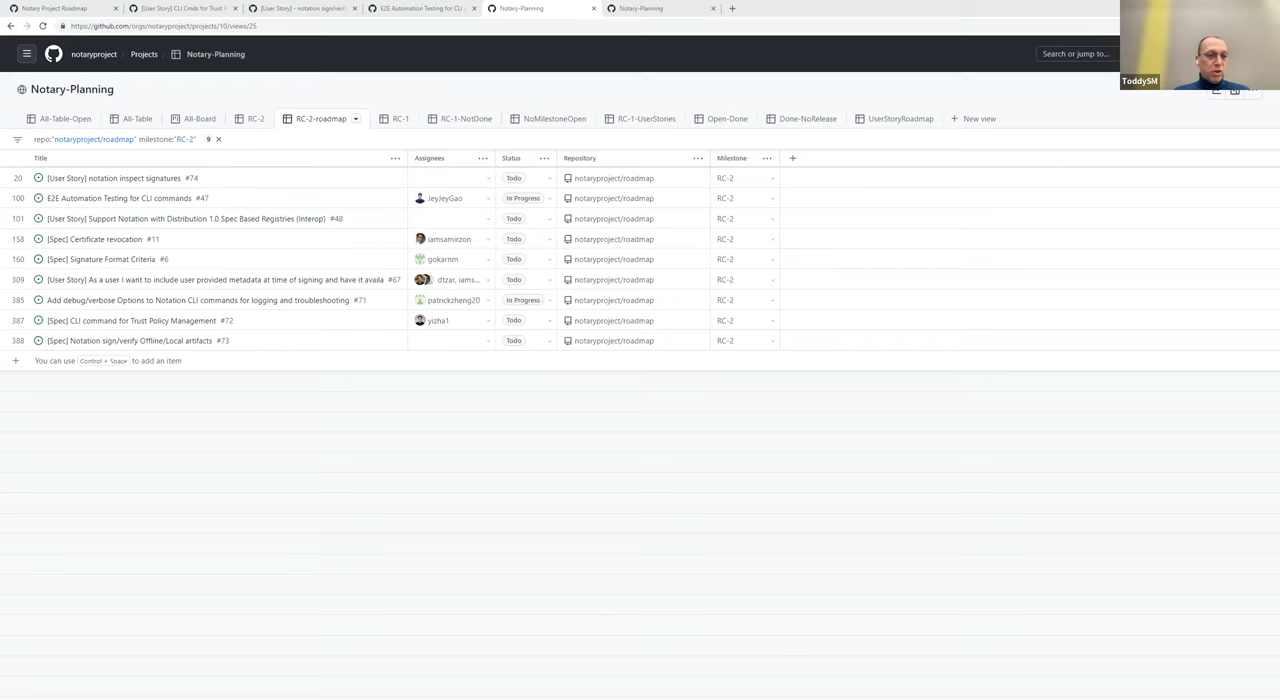 Notary Project Roadmap
[User Story] CLI Cmds for Trust P
[User Story] - notation sign/verif
E2E Automation Testing for CLI c
Notary-Planning
Notary-Planning
https://github.com/orgs/notaryproject/projects/10/views/25
notaryproject / Projects / Notary-Planning
Search or jump to...
ToddySM
Notary-Planning
All-Table-Open All-Table All-Board RC-2 RC-2-roadmap RC-1 RC-1-NotDone NoMilestoneOpen RC-1-UserStories Open-Done Done-NoRelease UserStoryRoadmap New view
repo:"notaryproject/roadmap" milestone:"RC-2" 9
Title Assignees Status Repository Milestone
20 [User Story] notation inspect signatures #74 Todo notaryproject/roadmap RC-2
100 E2E Automation Testing for CLI commands #47 JeyJeyGao In Progress notaryproject/roadmap RC-2
101 [User Story] Support Notation with Distribution 1.0 Spec Based Registries (Interop) #48 Todo notaryproject/roadmap RC-2
158 [Spec] Certificate revocation #11 iamsamirzon Todo notaryproject/roadmap RC-2
160 [Spec] Signature Format Criteria #6 gokarnm Todo notaryproject/roadmap RC-2
309 [User Story] As a user I want to include user provided metadata at time of signing and have it availa #67 dtzar, iams... Todo notaryproject/roadmap RC-2
385 Add debug/verbose Options to Notation CLI commands for logging and troubleshooting #71 patrickzheng20 In Progress notaryproject/roadmap RC-2
387 [Spec] CLI command for Trust Policy Management #72 yizha1 Todo notaryproject/roadmap RC-2
388 [Spec] Notation sign/verify Offline/Local artifacts #73 Todo notaryproject/roadmap RC-2
You can use Control + Space to add an item